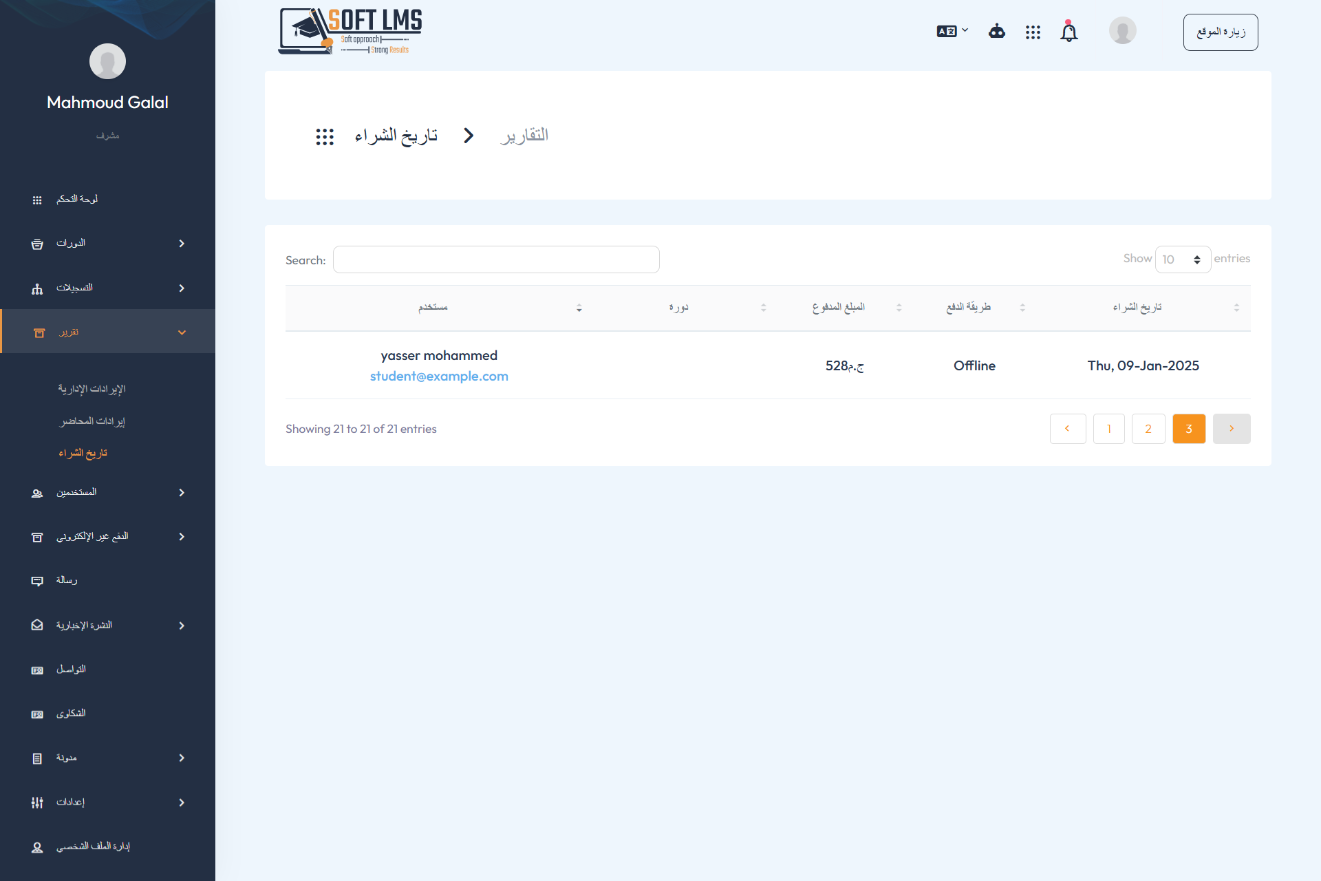 SOFT LMS
Soft approach
Strong Results
زيارة الموقع
Mahmoud Galal
مشرف
لوحة التحكم
الدورات
التسجيلات
تقرير
الإيرادات الإدارية
إيرادات المحاضر
تاريخ الشراء
المستخدمين
الدفع غير الإلكتروني
رسالة
النشرة الإخبارية
التواصل
الشكاوى
مدونة
إعدادات
إدارة الملف الشخصي
تاريخ الشراء التقارير
Search:
Show 10 entries
مستخدم دورة المبلغ المدفوع طريقة الدفع تاريخ الشراء
yasser mohammed
student@example.com
ج.م528 Offline Thu, 09-Jan-2025
Showing 21 to 21 of 21 entries
1 2 3